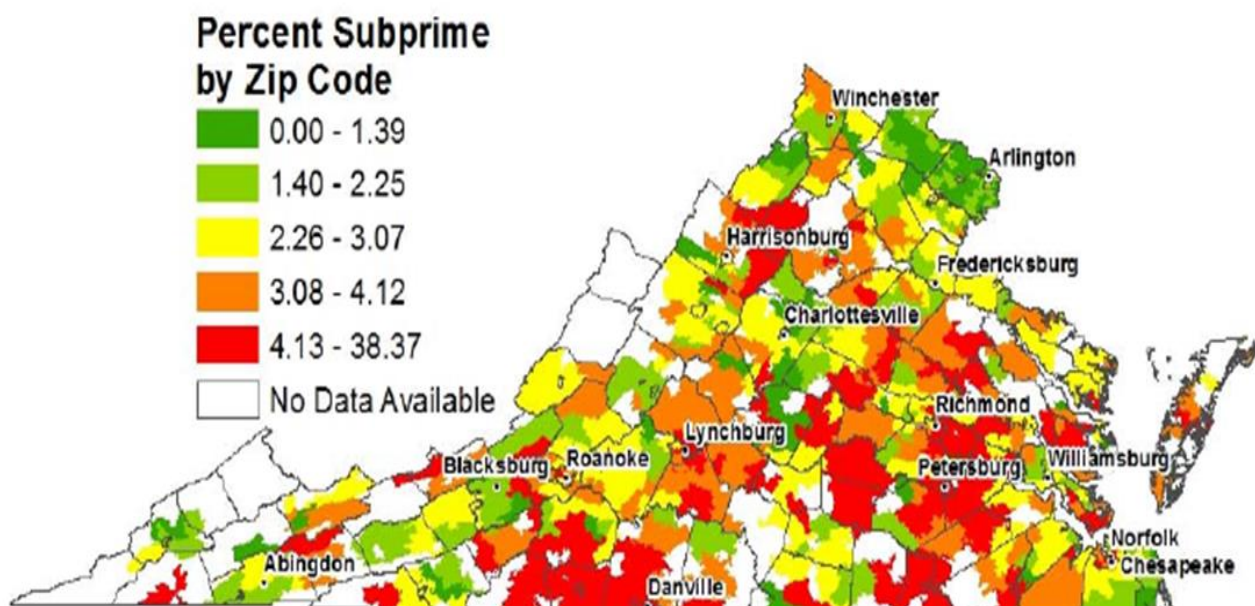 Percent Subprime
by Zip Code
0.00 - 1.39
1.40 - 2.25
2.26 - 3.07
3.08 - 4.12
4.13 - 38.37
No Data Available
Winchester
Arlington
Harrisonburg
Fredericksburg
Charlottesville
Richmond
Lynchburg
Blacksburg
Roanoke
Petersburg
Williamsburg
Norfolk
Abingdon
Chesapeake
Danville